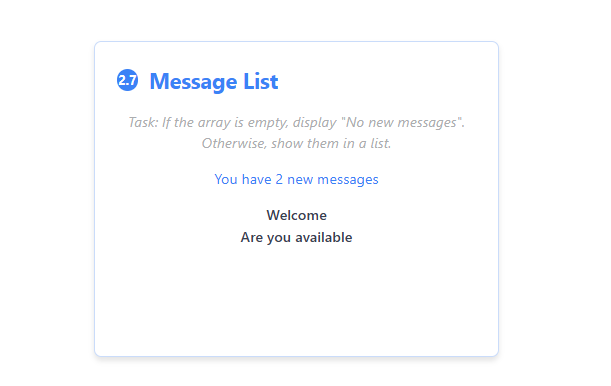 2.7 Message List
Task: If the array is empty, display "No new messages".
Otherwise, show them in a list.
You have 2 new messages
Welcome
Are you available